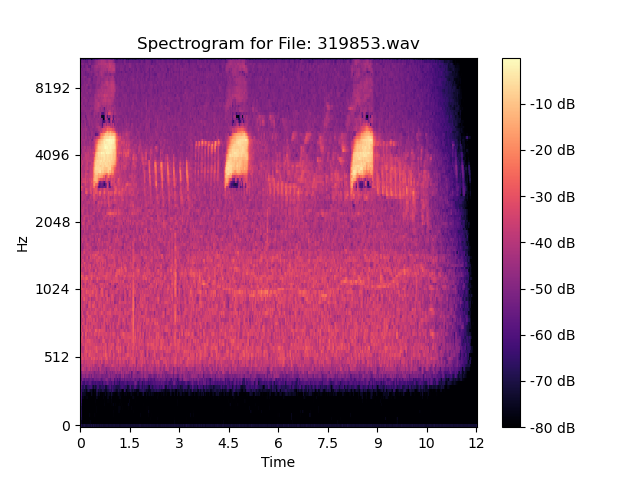 Spectrogram for File: 319853.wav
8192
4096
2048
1024
512
0
Hz
0 1.5 3 4.5 6 7.5 9 10 12
Time
-10 dB
-20 dB
-30 dB
-40 dB
-50 dB
-60 dB
-70 dB
-80 dB